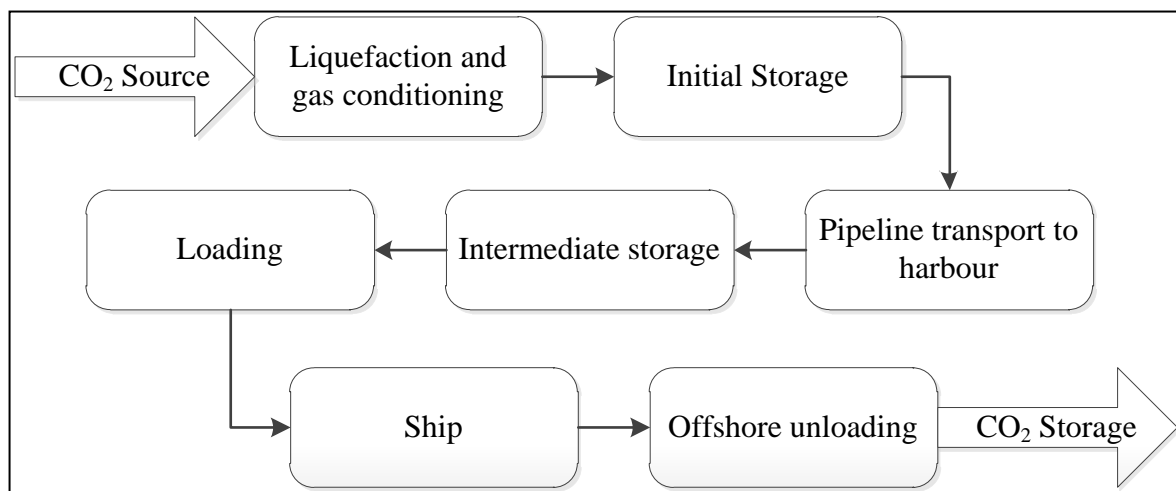 CO₂ Source
Liquefaction and
gas conditioning
Initial Storage
Pipeline transport to
harbour
Intermediate storage
Loading
Ship
Offshore unloading
CO₂ Storage